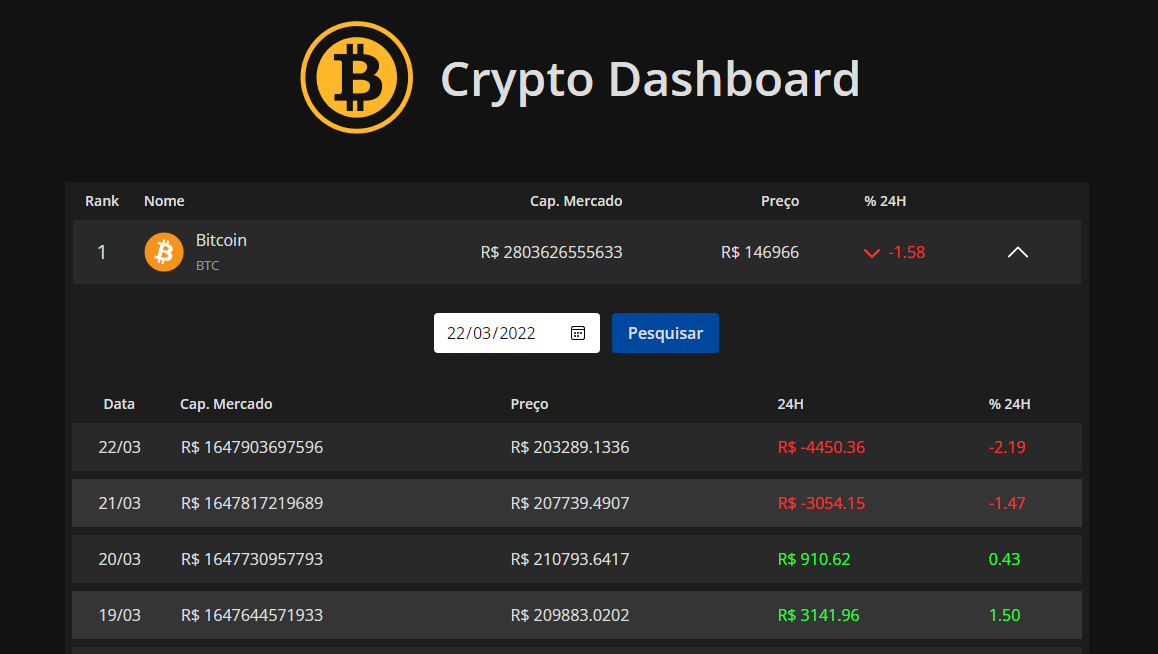 Crypto Dashboard
Rank Nome Cap. Mercado Preço % 24H
1 Bitcoin BTC R$ 2803626555633 R$ 146966 -1.58
22/03/2022 Pesquisar
Data Cap. Mercado Preço 24H % 24H
22/03 R$ 1647903697596 R$ 203289.1336 R$ -4450.36 -2.19
21/03 R$ 1647817219689 R$ 207739.4907 R$ -3054.15 -1.47
20/03 R$ 1647730957793 R$ 210793.6417 R$ 910.62 0.43
19/03 R$ 1647644571933 R$ 209883.0202 R$ 3141.96 1.50